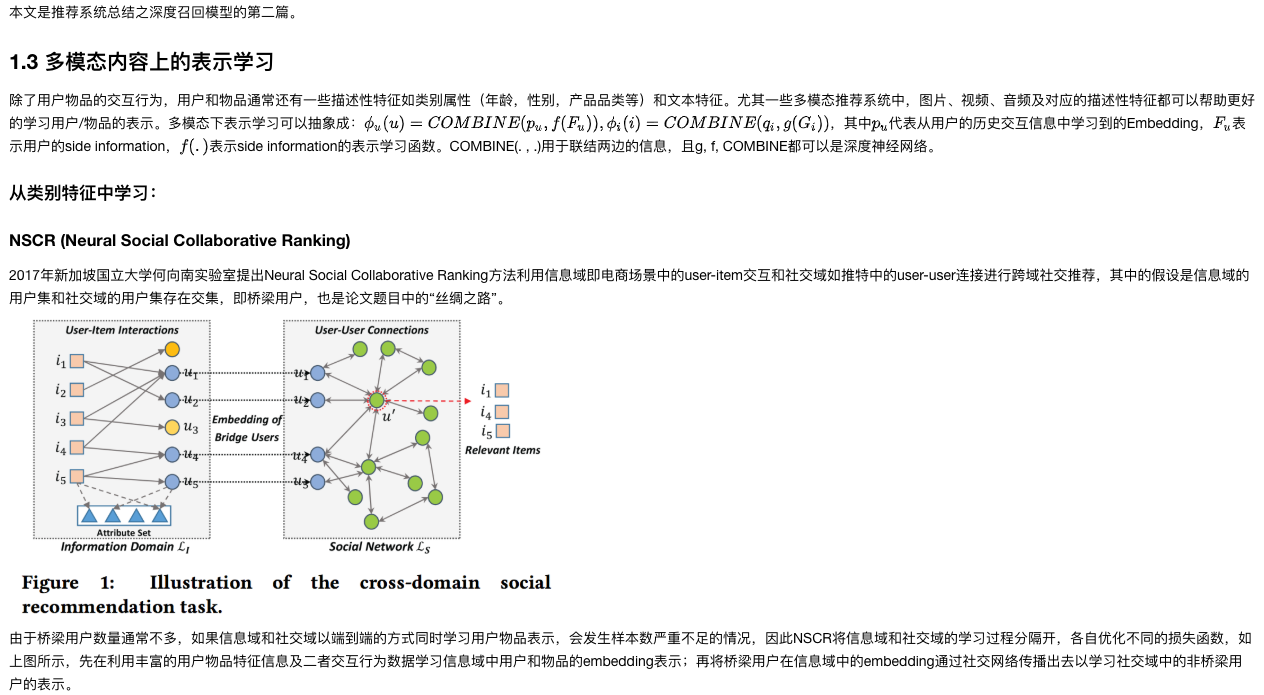 本文是推荐系统总结之深度召回模型的第二篇。
1.3 多模态内容上的表示学习
除了用户物品的交互行为，用户和物品通常还有一些描述性特征如类别属性（年龄，性别，产品品类等）和文本特征。尤其一些多模态推荐系统中，图片、视频、音频及对应的描述性特征都可以帮助更好
的学习用户/物品的表示。多模态下表示学习可以抽象成：ϕ_u(u) = COMBINE(p_u, f(F_u)), ϕ_i(i) = COMBINE(q_i, g(G_i))，其中p_u代表从用户的历史交互信息中学习到的Embedding，F_u表
示用户的side information，f(.)表示side information的表示学习函数。COMBINE(. , .)用于联结两边的信息，且g, f, COMBINE都可以是深度神经网络。
从类别特征中学习：
NSCR (Neural Social Collaborative Ranking)
2017年新加坡国立大学何向南实验室提出Neural Social Collaborative Ranking方法利用信息域即电商场景中的user-item交互和社交域如推特中的user-user连接进行跨域社交推荐，其中的假设是信息域的
用户集和社交域的用户集存在交集，即桥梁用户，也是论文题目中的“丝绸之路”。
User-Item Interactions
i1
i2
i3
i4
i5
u1
u2
u3
u4
u5
Attribute Set
Information Domain ℒ_I
Embedding of
Bridge Users
User-User Connections
u1
u2
u4
u3
u′
Social Network ℒ_S
i1
i4
i5
Relevant Items
Figure 1: Illustration of the cross-domain social
recommendation task.
由于桥梁用户数量通常不多，如果信息域和社交域以端到端的方式同时学习用户物品表示，会发生样本数严重不足的情况，因此NSCR将信息域和社交域的学习过程分隔开，各自优化不同的损失函数，如
上图所示，先在利用丰富的用户物品特征信息及二者交互行为数据学习信息域中用户和物品的embedding表示；再将桥梁用户在信息域中的embedding通过社交网络传播出去以学习社交域中的非桥梁用
户的表示。